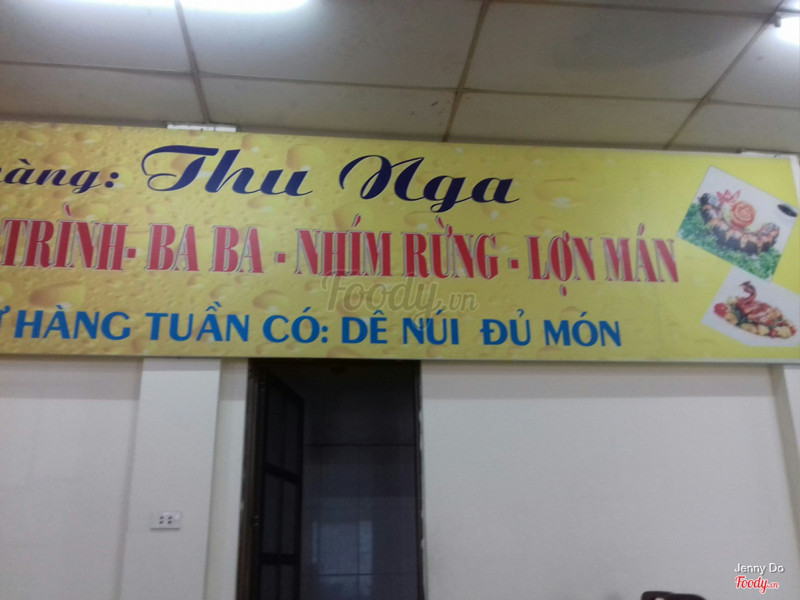 àng: Thu Nga
TRÌNH - BA BA - NHÍM RỪNG - LỢN MÁN
Ư HÀNG TUẦN CÓ: DÊ NÚI ĐỦ MÓN
Foody.vn
Jenny Do
Foody.vn